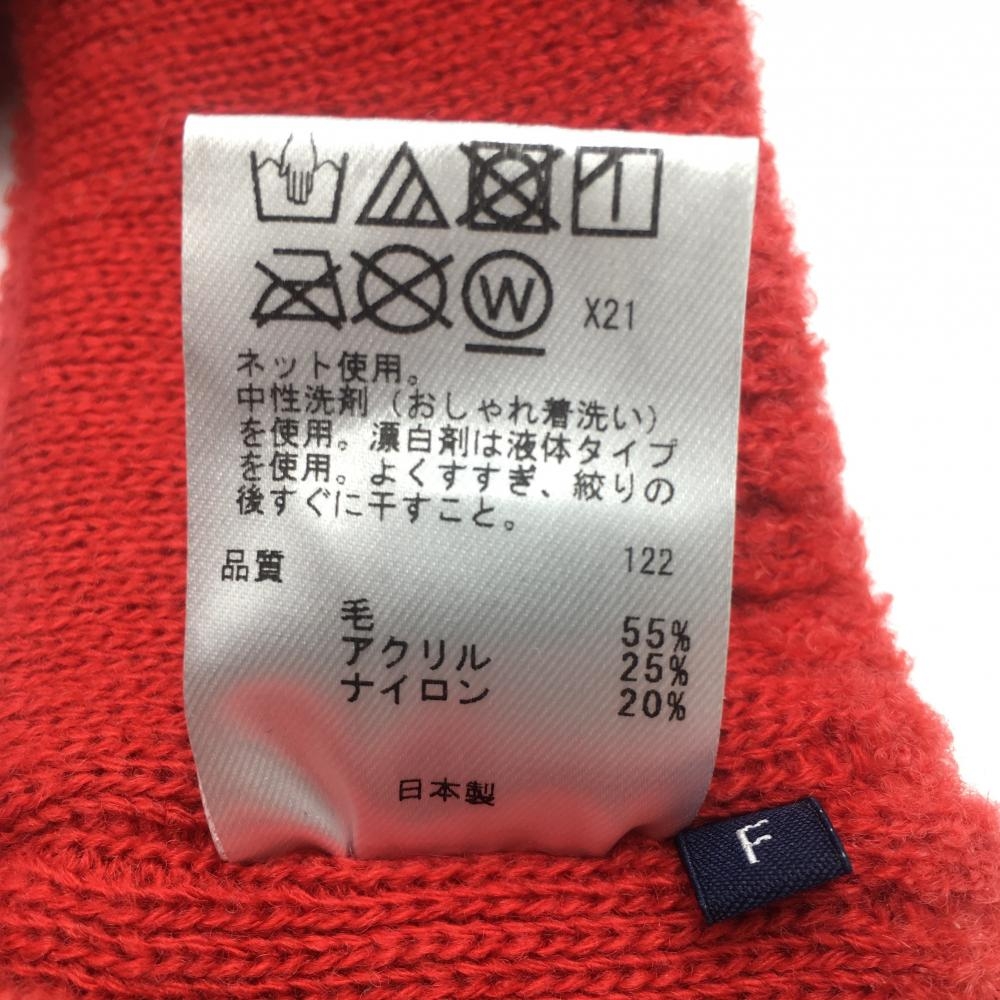 W X21
ネット使用。
中性洗剤（おしゃれ着洗い）
を使用。漂白剤は液体タイプ
を使用。よくすすぎ、絞りの
後すぐに干すこと。
品質 122
毛 55%
アクリル 25%
ナイロン 20%
日本製
F